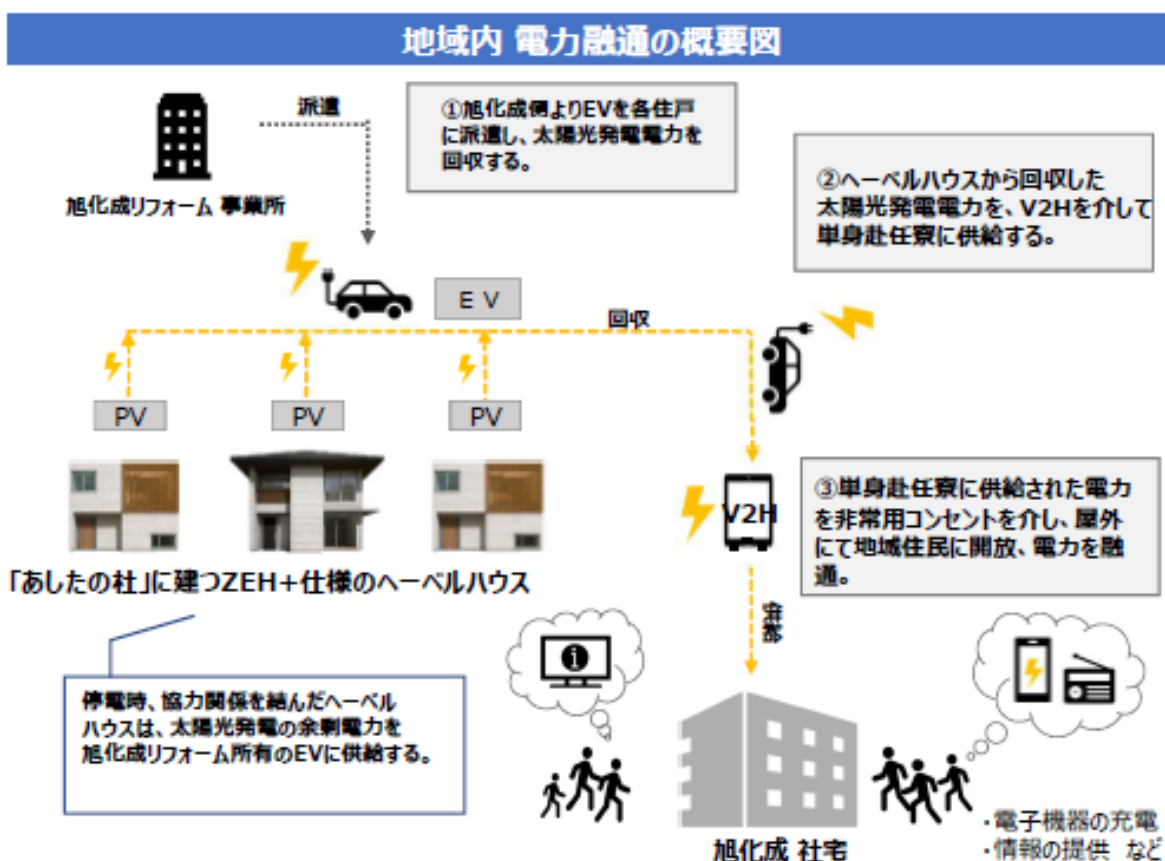 地域内 電力融通の概要図
派遣
①旭化成側よりEVを各住戸
に派遣し、太陽光発電電力を
回収する。
旭化成リフォーム 事業所
②ヘーベルハウスから回収した
太陽光発電電力を、V2Hを介して
単身赴任寮に供給する。
EV
回収
PV
PV
PV
V2H
③単身赴任寮に供給された電力
を非常用コンセントを介し、屋外
にて地域住民に開放、電力を融
通。
「あしたの社」に建つZEH+仕様のヘーベルハウス
供給
停電時、協力関係を結んだヘーベル
ハウスは、太陽光発電の余剰電力を
旭化成リフォーム所有のEVに供給する。
旭化成 社宅
・電子機器の充電
・情報の提供 など